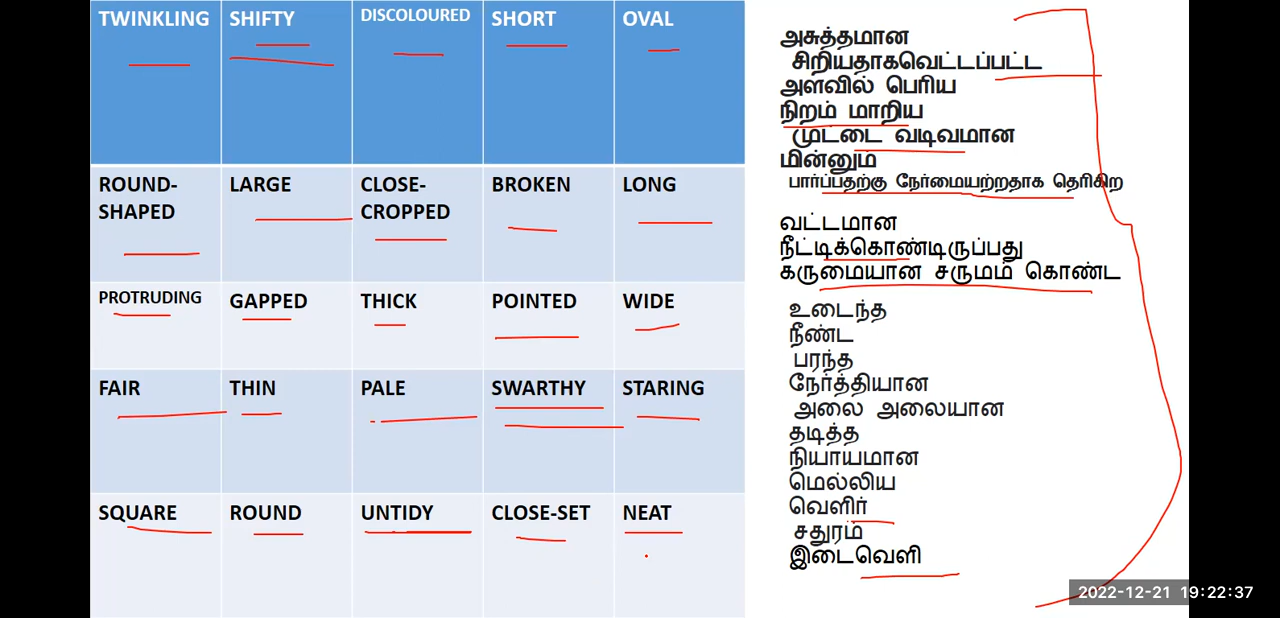 TWINKLING SHIFTY DISCOLOURED SHORT OVAL
ROUND- LARGE CLOSE- BROKEN LONG
SHAPED CROPPED
PROTRUDING GAPPED THICK POINTED WIDE
FAIR THIN PALE SWARTHY STARING
SQUARE ROUND UNTIDY CLOSE-SET NEAT
அசுத்தமான
சிறியதாகவெட்டப்பட்ட
அளவில் பெரிய
நிறம் மாறிய
முட்டை வடிவமான
மின்னும்
பார்ப்பதற்கு நேர்மையற்றதாக தெரிகிற
வட்டமான
நீட்டிக்கொண்டிருப்பது
கருமையான சருமம் கொண்ட
உடைந்த
நீண்ட
பரந்த
நேர்த்தியான
அலை அலையான
தடித்த
நியாயமான
மெல்லிய
வெளிர்
சதுரம்
இடைவெளி
2022-12-21 19:22:37